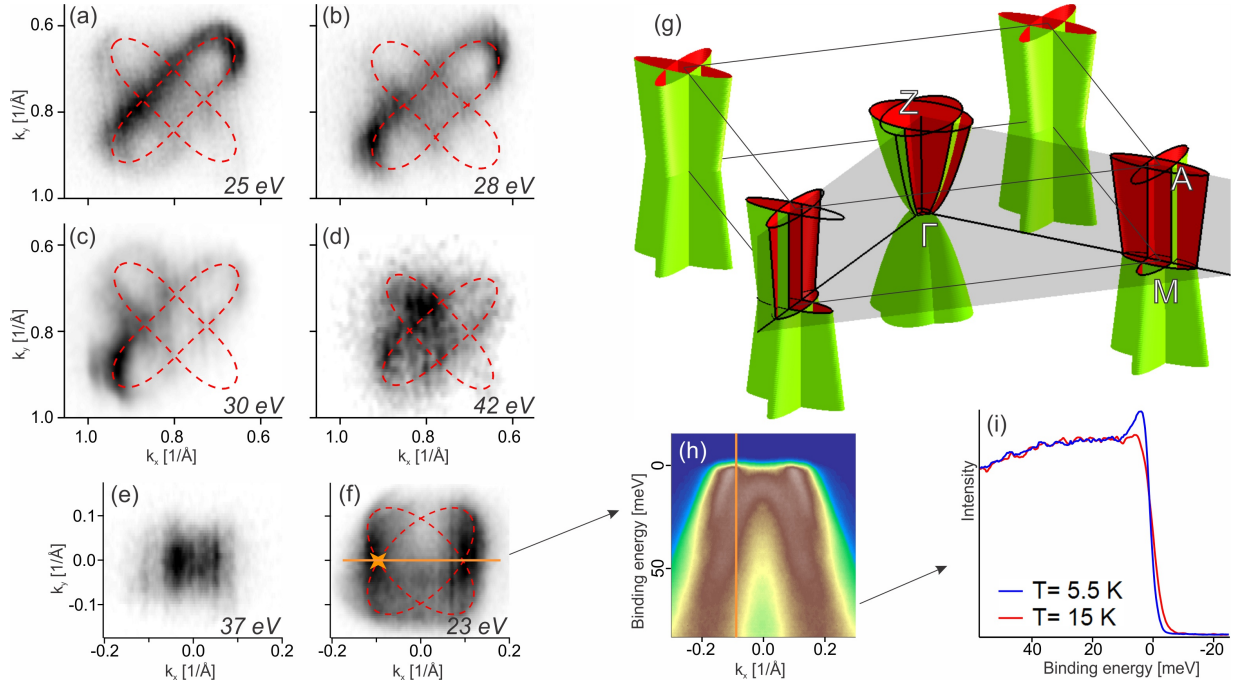 (a)
0.6
0.8
1.0
k_y [1/Å]
25 eV
(b)
28 eV
(c)
0.6
0.8
1.0
k_y [1/Å]
30 eV
1.0
0.8
0.6
k_x [1/Å]
(d)
42 eV
1.0
0.8
0.6
k_x [1/Å]
(e)
0.1
0.0
-0.1
k_y [1/Å]
37 eV
-0.2
0.0
0.2
k_x [1/Å]
(f)
23 eV
-0.2
0.0
0.2
k_x [1/Å]
(g)
Z
Γ
A
M
(h)
0
50
Binding energy [meV]
-0.3
0.0
0.3
k_x [1/Å]
(i)
Intensity
T= 5.5 K
T= 15 K
40
20
0
-20
Binding energy [meV]